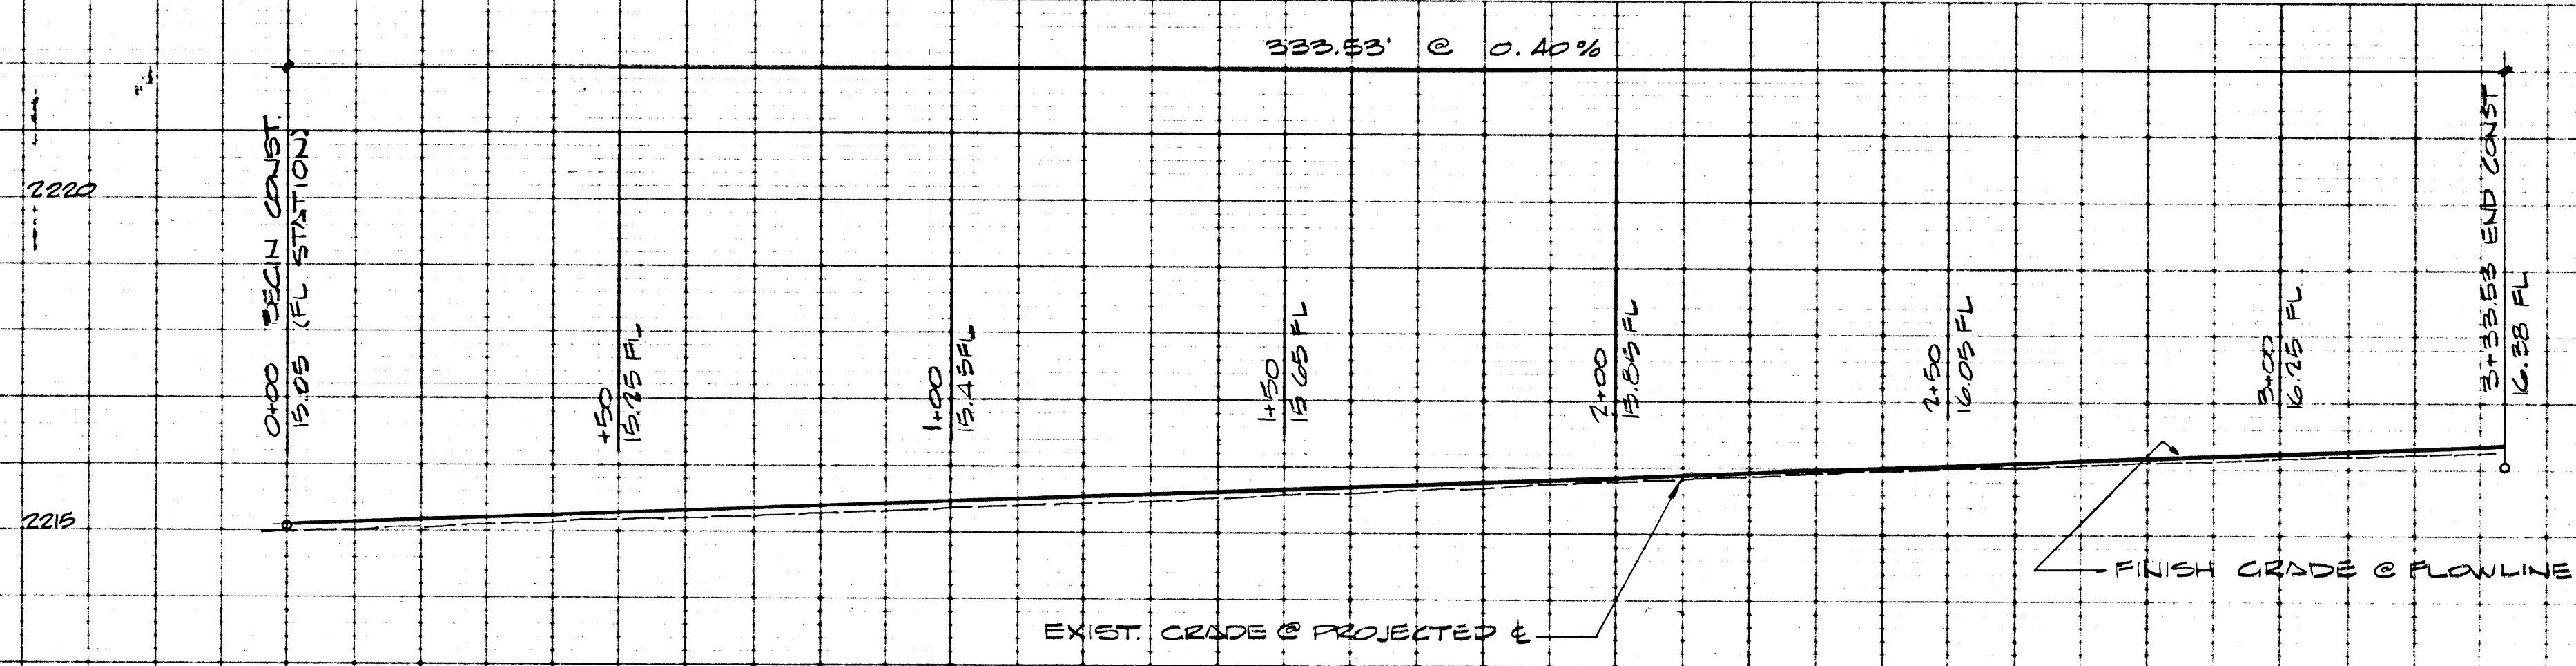 333.53' @ 0.40%
2220
2215
0+00 BEGIN CONST.
15.05 (FL STATION)
+50
15.25 FL
1+00
15.45 FL
1+50
15.65 FL
2+00
15.85 FL
2+50
16.05 FL
3+00
16.25 FL
3+33.53 END CONST
16.38 FL
FINISH GRADE @ FLOWLINE
EXIST. GRADE @ PROJECTED ℄